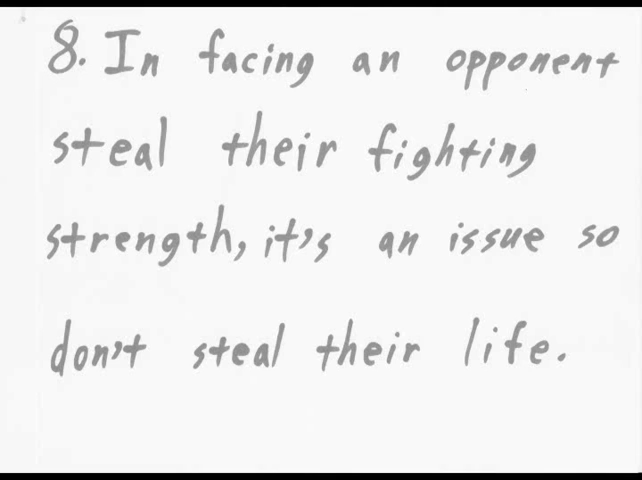 8. In facing an opponent
steal their fighting
strength, it's an issue so
don't steal their life.